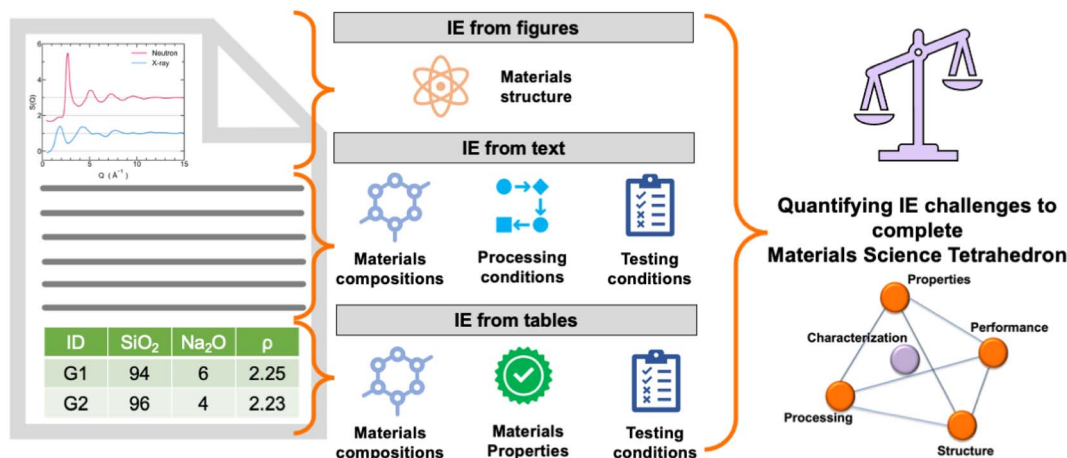 6
4
2
0
S(Q)
Neutron
X-ray
0 5 10 15
Q (Å⁻¹)
ID SiO₂ Na₂O ρ
G1 94 6 2.25
G2 96 4 2.23
IE from figures
Materials
structure
IE from text
Materials
compositions
Processing
conditions
Testing
conditions
IE from tables
Materials
compositions
Materials
Properties
Testing
conditions
Quantifying IE challenges to
complete
Materials Science Tetrahedron
Properties
Performance
Characterization
Processing
Structure